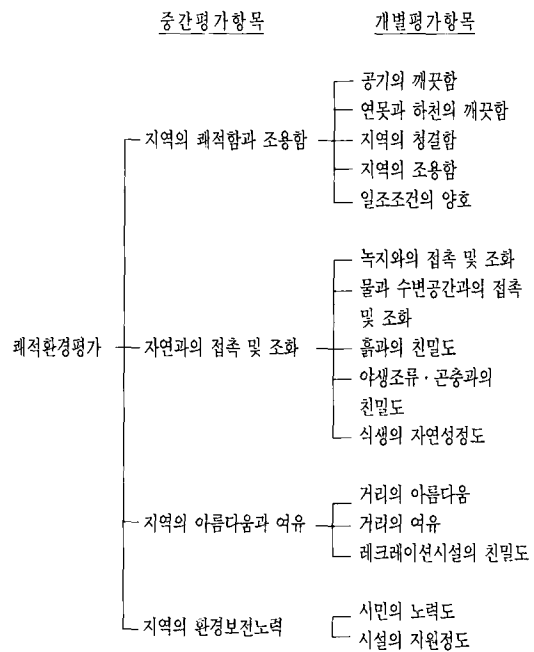 중간평가항목
개별평가항목
쾌적환경평가
지역의 쾌적함과 조용함
공기의 깨끗함
연못과 하천의 깨끗함
지역의 청결함
지역의 조용함
일조조건의 양호
자연과의 접촉 및 조화
녹지와의 접촉 및 조화
물과 수변공간과의 접촉
및 조화
흙과의 친밀도
야생조류·곤충과의
친밀도
식생의 자연성정도
지역의 아름다움과 여유
거리의 아름다움
거리의 여유
레크레이션시설의 친밀도
지역의 환경보전노력
시민의 노력도
시설의 지원정도